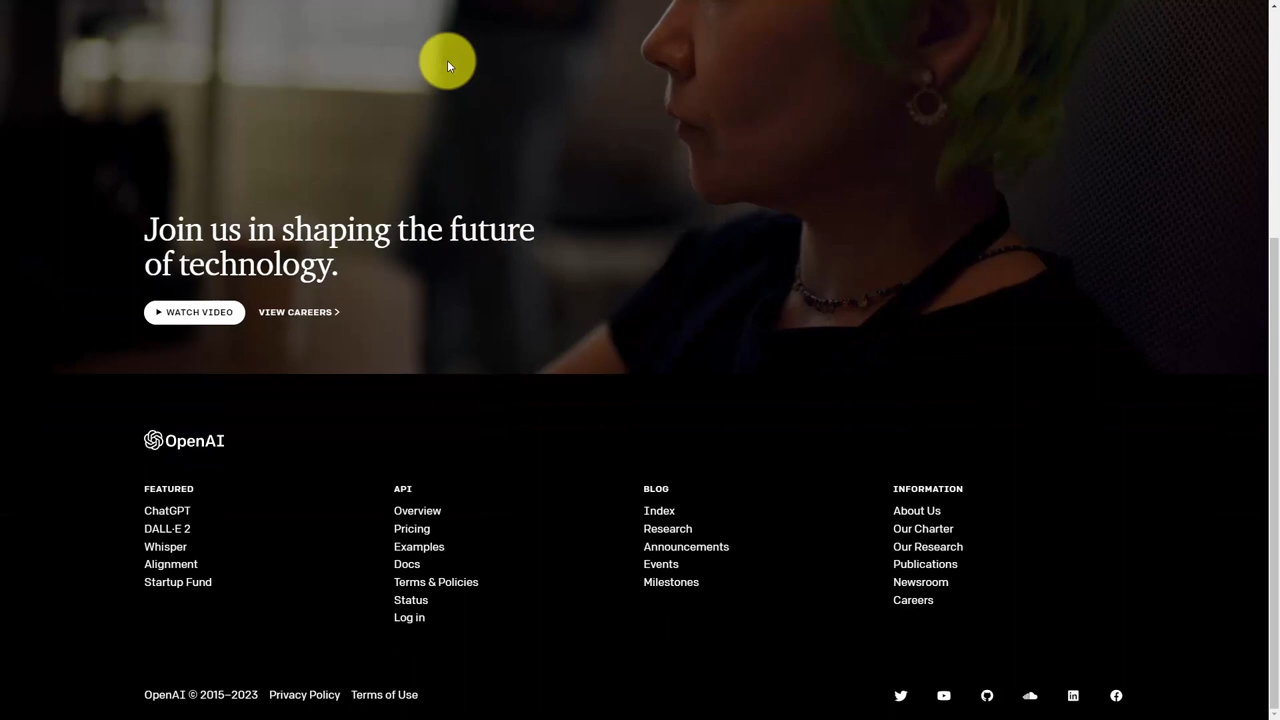 Join us in shaping the future
of technology.
WATCH VIDEO
VIEW CAREERS >
OpenAI
FEATURED
ChatGPT
DALL·E 2
Whisper
Alignment
Startup Fund
API
Overview
Pricing
Examples
Docs
Terms & Policies
Status
Log in
BLOG
Index
Research
Announcements
Events
Milestones
INFORMATION
About Us
Our Charter
Our Research
Publications
Newsroom
Careers
OpenAI © 2015–2023 Privacy Policy Terms of Use